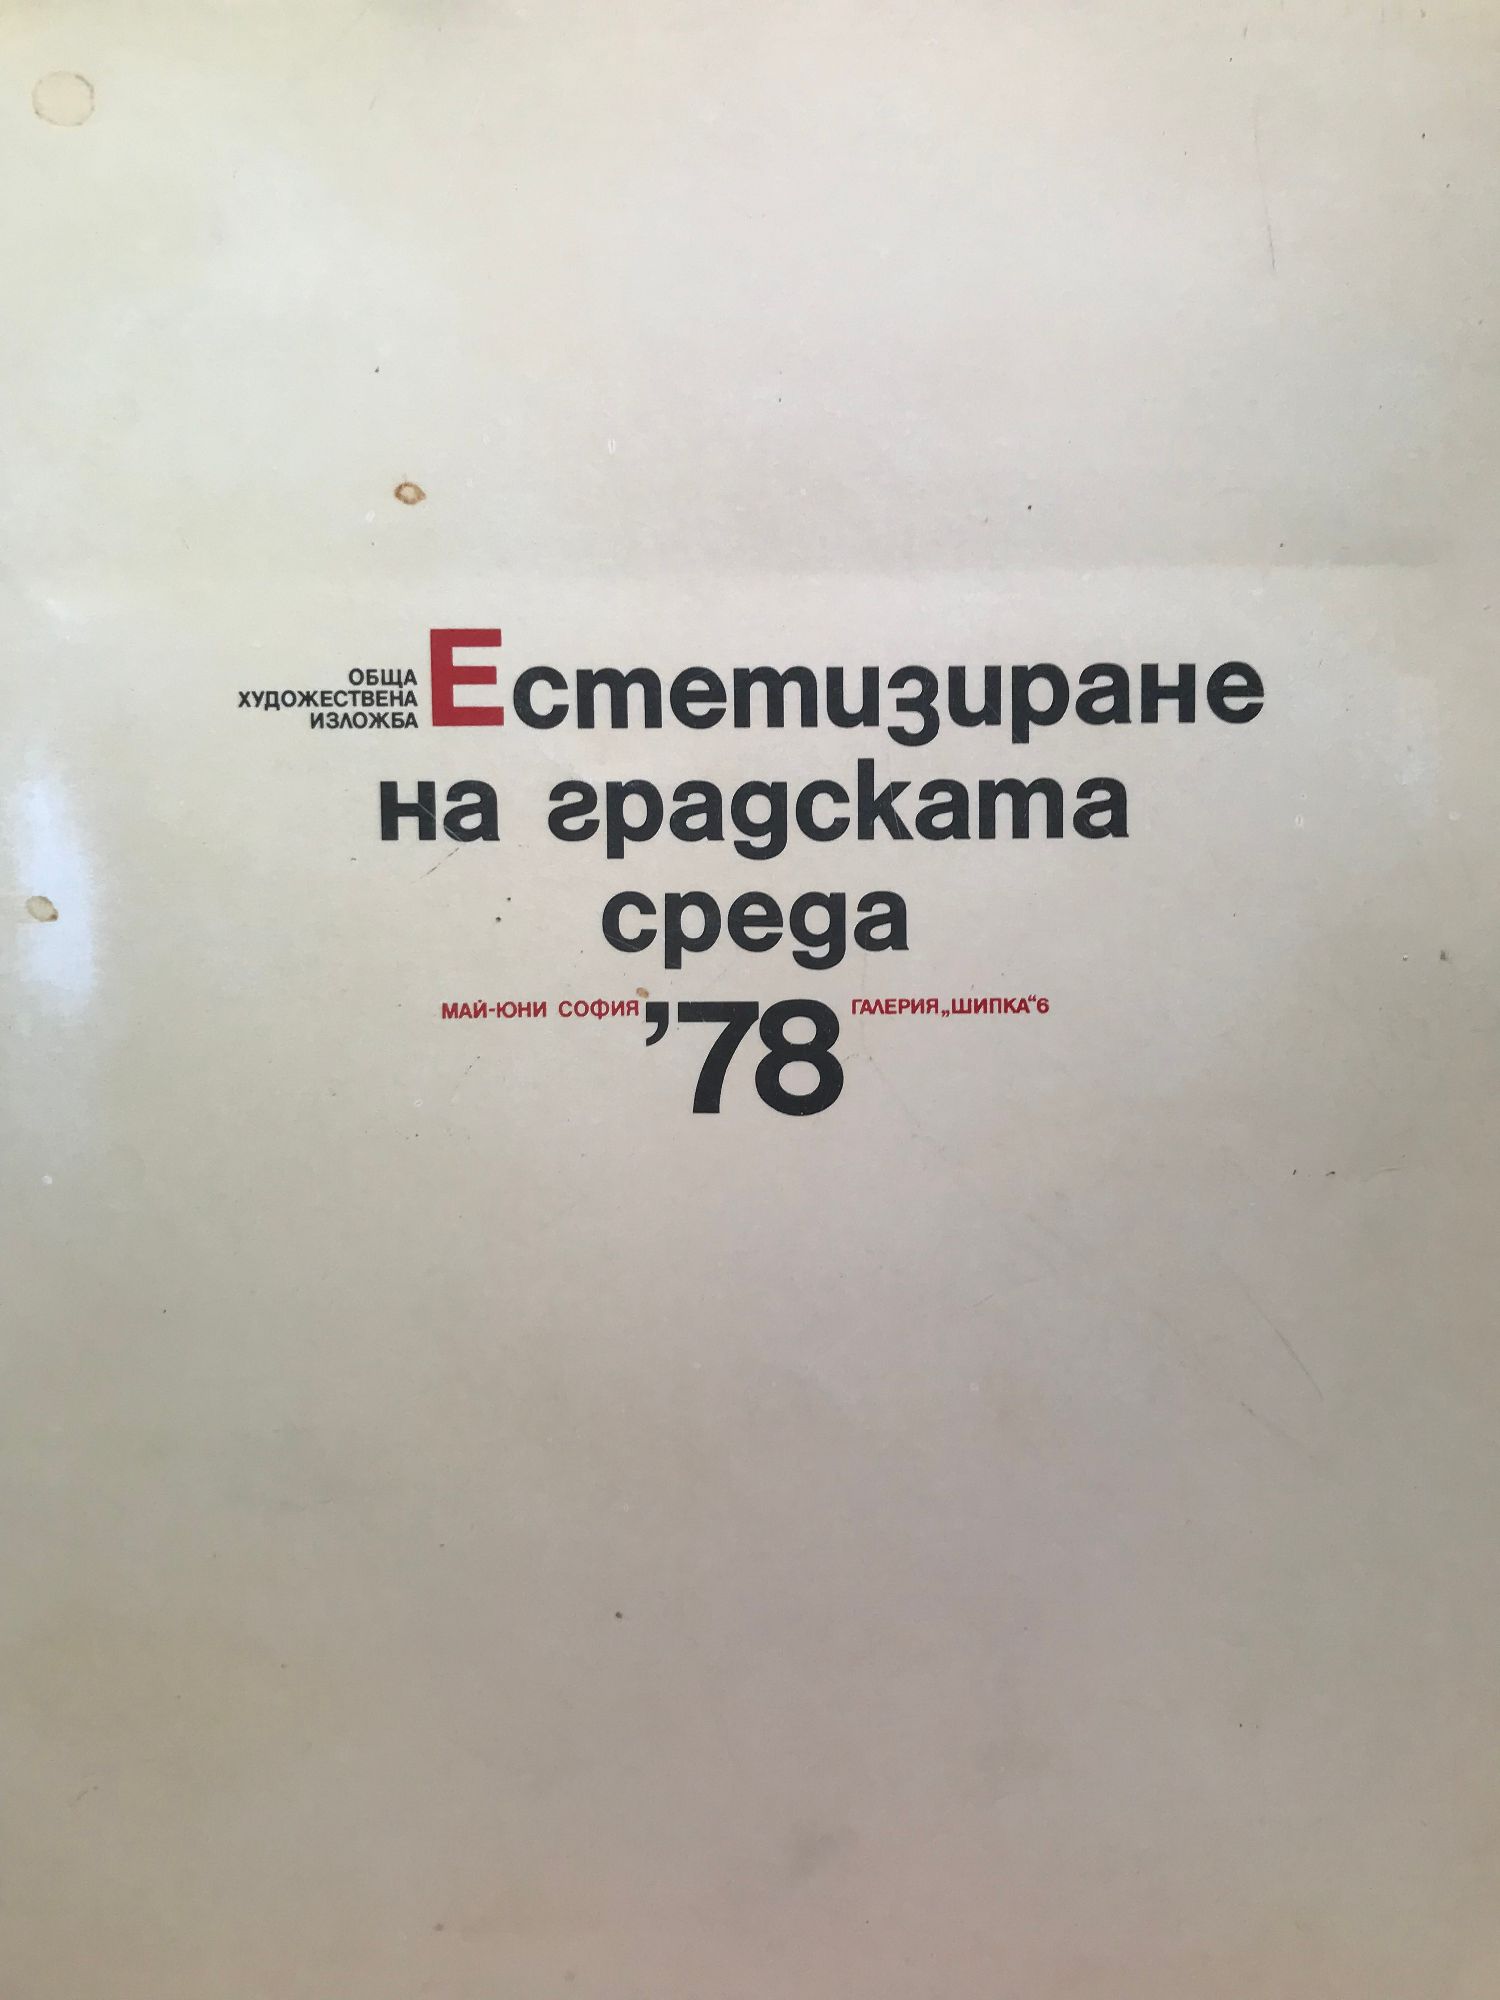 ОБЩА
ХУДОЖЕСТВЕНА
ИЗЛОЖБА
Естетизиране
на градската
среда
МАЙ-ЮНИ СОФИЯ '78 ГАЛЕРИЯ „ШИПКА“ 6